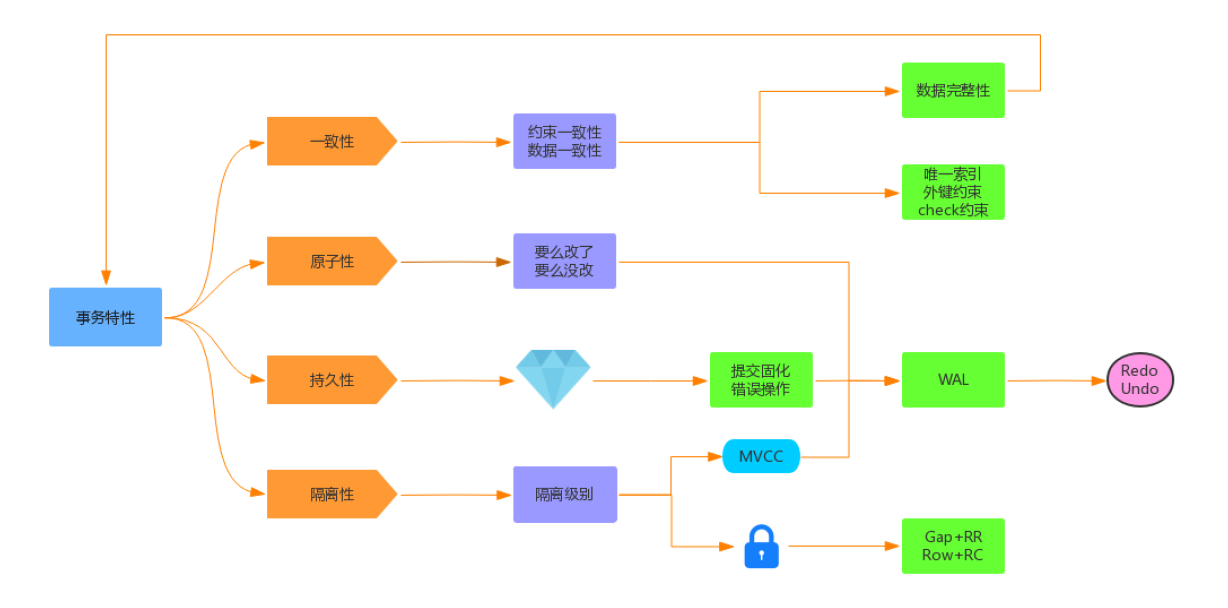 数据完整性
一致性
约束一致性
数据一致性
唯一索引
外键约束
check约束
原子性
要么改了
要么没改
事务特性
持久性
提交固化
错误操作
WAL
Redo
Undo
MVCC
隔离性
隔离级别
Gap+RR
Row+RC